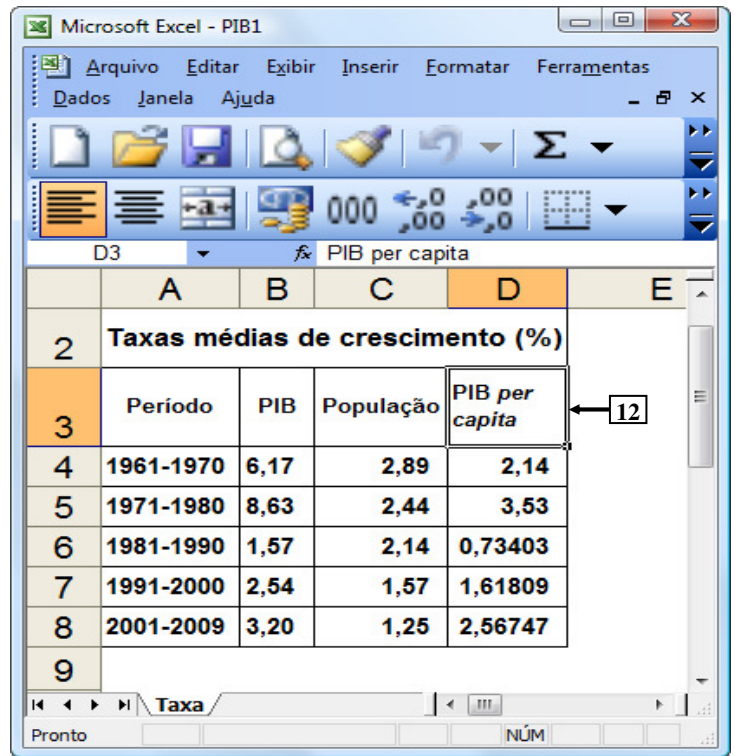 Microsoft Excel - PIB1
Arquivo Editar Exibir Inserir Formatar Ferramentas
Dados Janela Ajuda
Σ
a 000 ,0 ,00 ,00 ,0
D3 fx PIB per capita
A B C D E
2 Taxas médias de crescimento (%)
3 Período PIB População PIB per capita 12
4 1961-1970 6,17 2,89 2,14
5 1971-1980 8,63 2,44 3,53
6 1981-1990 1,57 2,14 0,73403
7 1991-2000 2,54 1,57 1,61809
8 2001-2009 3,20 1,25 2,56747
9
Taxa
Pronto NÚM